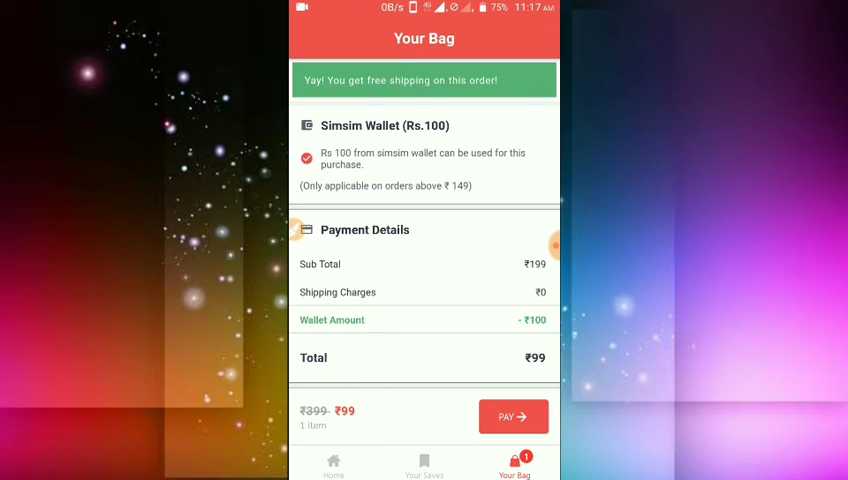 0B/s 4G 75% 11:17 AM
Your Bag
Yay! You get free shipping on this order!
Simsim Wallet (Rs.100)
Rs 100 from simsim wallet can be used for this
purchase.
(Only applicable on orders above ₹ 149)
Payment Details
Sub Total ₹199
Shipping Charges ₹0
Wallet Amount - ₹100
Total ₹99
₹399 ₹99
1 Item
PAY
Home
Your Saves
1
Your Bag